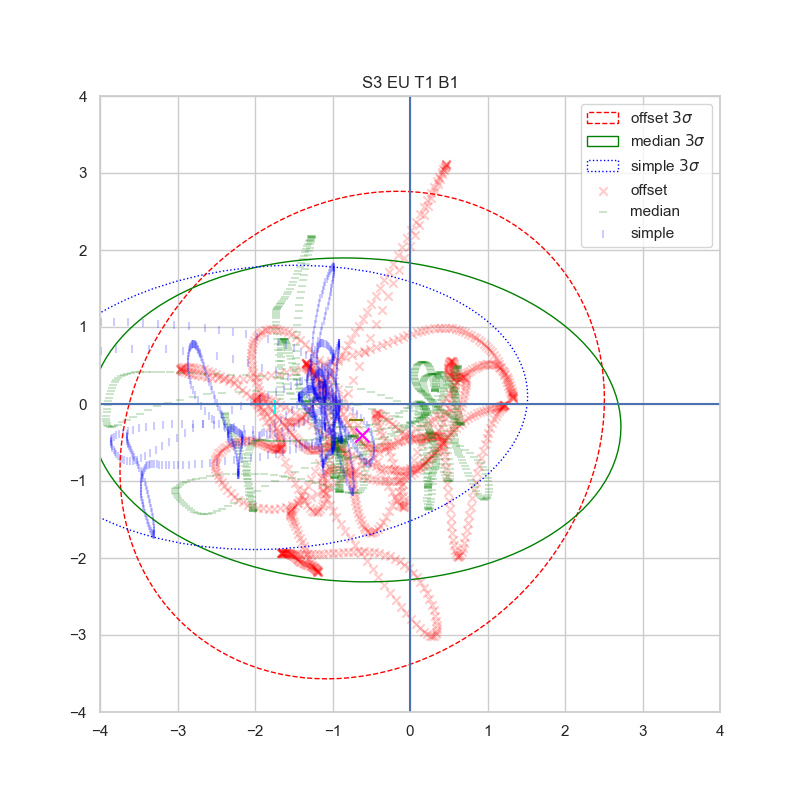 S3 EU T1 B1
offset 3σ
median 3σ
simple 3σ
offset
median
simple
4
3
2
1
0
−1
−2
−3
−4
−4 −3 −2 −1 0 1 2 3 4